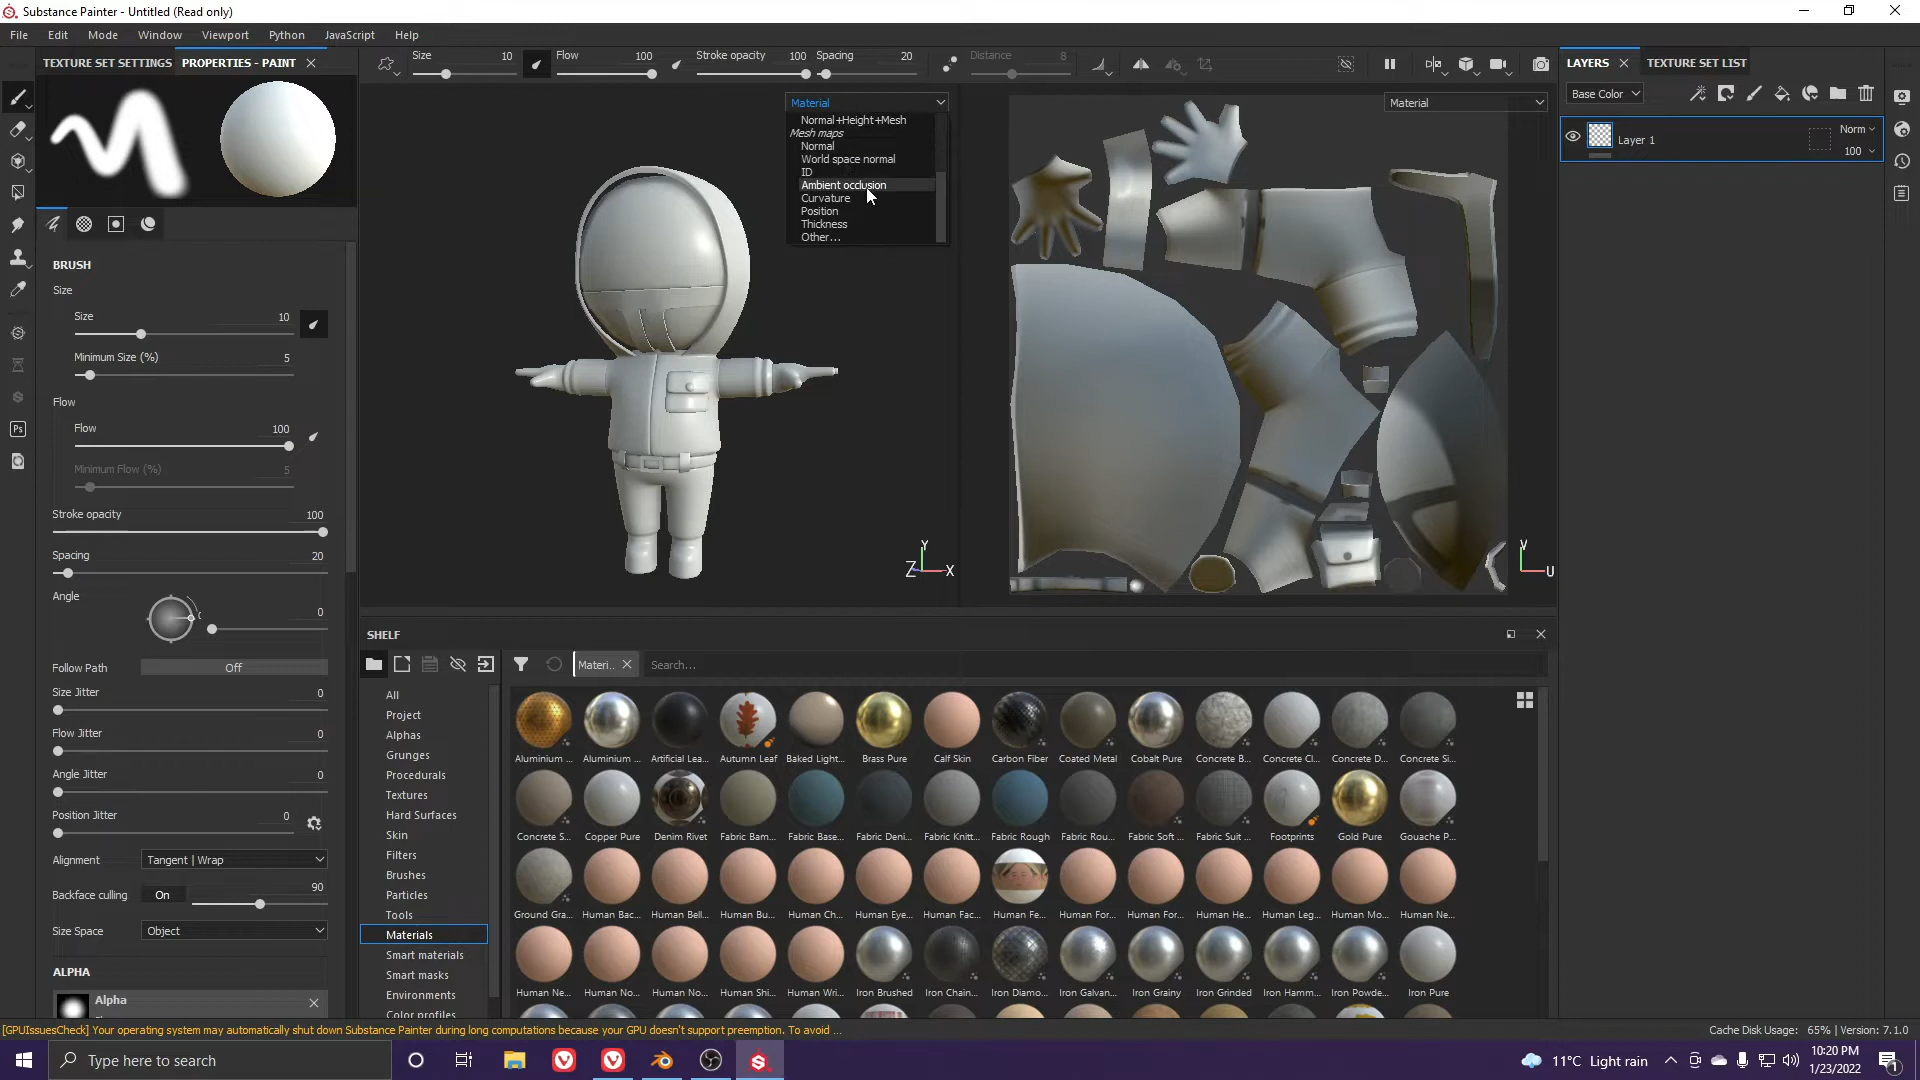 Substance Painter - Untitled (Read only)
File Edit Mode Window Viewport Python JavaScript Help
TEXTURE SET SETTINGS PROPERTIES - PAINT
Size 10 Flow 100 Stroke opacity 100 Spacing 20 Distance 8
LAYERS TEXTURE SET LIST
Base Color
Layer 1
Norm
100
Material
Normal+Height+Mesh
Mesh maps
Normal
World space normal
ID
Ambient occlusion
Curvature
Position
Thickness
Other...
Material
Y
Z X
V
U
BRUSH
Size
Size 10
Minimum Size (%) 5
Flow
Flow 100
Minimum Flow (%) 5
Stroke opacity 100
Spacing 20
Angle 0
Follow Path Off
Size Jitter 0
Flow Jitter 0
Angle Jitter 0
Position Jitter 0
Alignment Tangent | Wrap
Backface culling On 90
Size Space Object
ALPHA
Alpha
Ps
SHELF
Materi.. Search...
All
Project
Alphas
Grunges
Procedurals
Textures
Hard Surfaces
Skin
Filters
Brushes
Particles
Tools
Materials
Smart materials
Smart masks
Environments
Color profiles
Aluminium ... Aluminium ... Artificial Lea... Autumn Leaf Baked Light... Brass Pure Calf Skin Carbon Fiber Coated Metal Cobalt Pure Concrete B... Concrete Cl... Concrete D... Concrete Si...
Concrete S... Copper Pure Denim Rivet Fabric Bam... Fabric Base... Fabric Deni... Fabric Knitt... Fabric Rough Fabric Rou... Fabric Soft ... Fabric Suit ... Footprints Gold Pure Gouache P...
Ground Gra... Human Bac... Human Bell... Human Bu... Human Ch... Human Eye... Human Fac... Human Fe... Human For... Human For... Human He... Human Leg... Human Mo... Human Ne...
Human Ne... Human No... Human No... Human Shi... Human Wri... Iron Brushed Iron Chain... Iron Diamo... Iron Galvan... Iron Grainy Iron Grinded Iron Hamm... Iron Powde... Iron Pure
[GPUIssuesCheck] Your operating system may automatically shut down Substance Painter during long computations because your GPU doesn't support preemption. To avoid ...
Cache Disk Usage: 65% | Version: 7.1.0
Type here to search
11°C Light rain
10:20 PM
1/23/2022
1